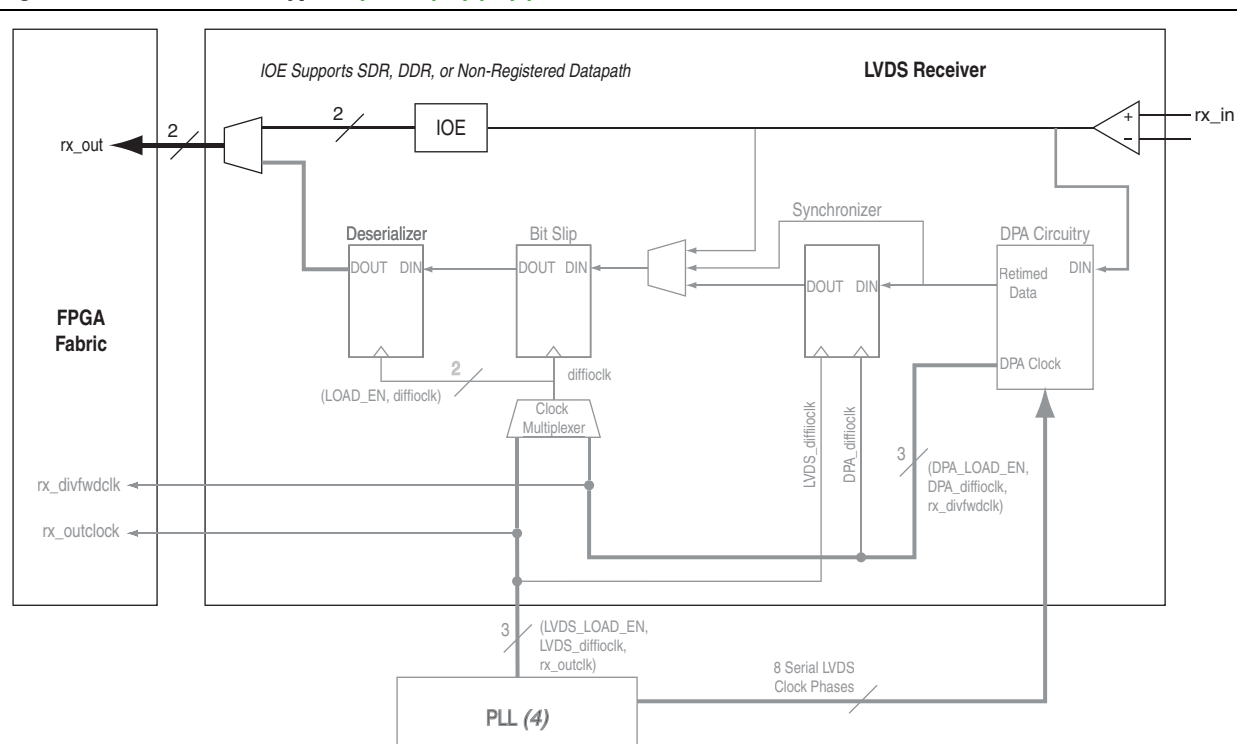 IOE Supports SDR, DDR, or Non-Registered Datapath
LVDS Receiver
2
IOE
+
–
rx_in
rx_out
2
Synchronizer
Deserializer
Bit Slip
DPA Circuitry
DOUT DIN
DOUT DIN
DOUT DIN
Retimed
Data
DIN
FPGA
Fabric
DPA Clock
2
diffioclk
(LOAD_EN, diffioclk)
Clock
Multiplexer
LVDS_diffiioclk
DPA_diffioclk
3
(DPA_LOAD_EN,
DPA_diffioclk,
rx_divfwdclk)
rx_divfwdclk
rx_outclock
3
(LVDS_LOAD_EN,
LVDS_diffioclk,
rx_outclk)
8 Serial LVDS
Clock Phases
PLL (4)